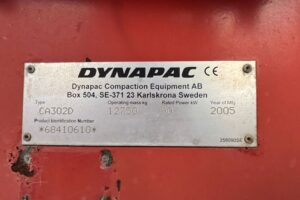 DYNAPAC CE
Dynapac Compaction Equipment AB
Box 504, SE-371 23 Karlskrona Sweden
Type Operating mass kg Rated Power kW Year of Mfg
CA302D 12750 2005
Product Identification Number
*68410610*